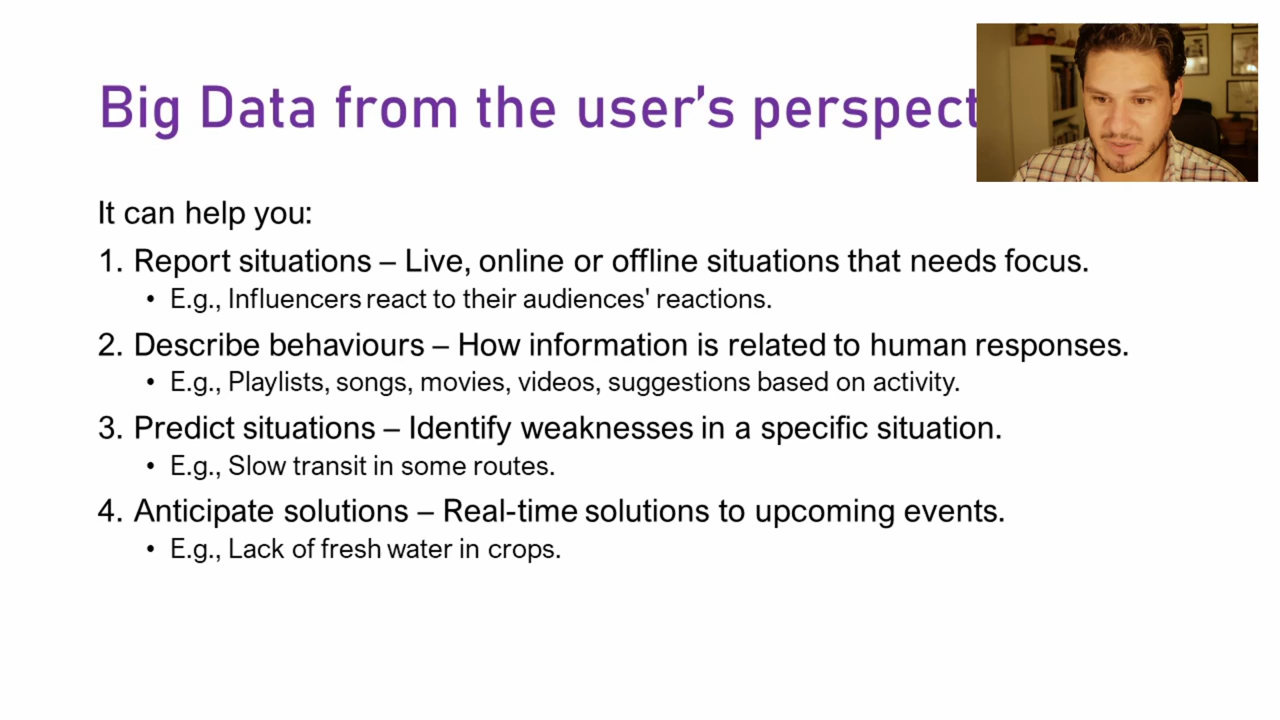 Big Data from the user’s perspect
It can help you:
1. Report situations – Live, online or offline situations that needs focus.
• E.g., Influencers react to their audiences' reactions.
2. Describe behaviours – How information is related to human responses.
• E.g., Playlists, songs, movies, videos, suggestions based on activity.
3. Predict situations – Identify weaknesses in a specific situation.
• E.g., Slow transit in some routes.
4. Anticipate solutions – Real-time solutions to upcoming events.
• E.g., Lack of fresh water in crops.